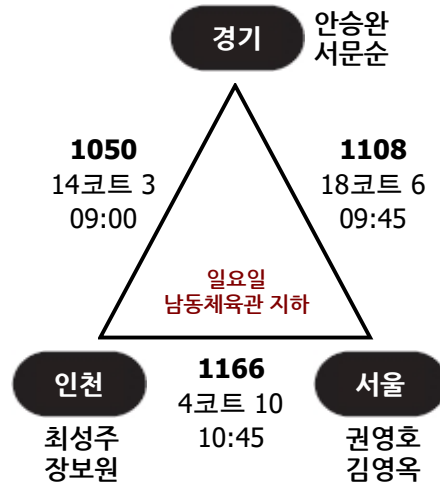 경기
안승완
서문순
1050
14코트 3
09:00
1108
18코트 6
09:45
일요일
남동체육관 지하
인천
최성주
장보원
1166
4코트 10
10:45
서울
권영호
김영옥